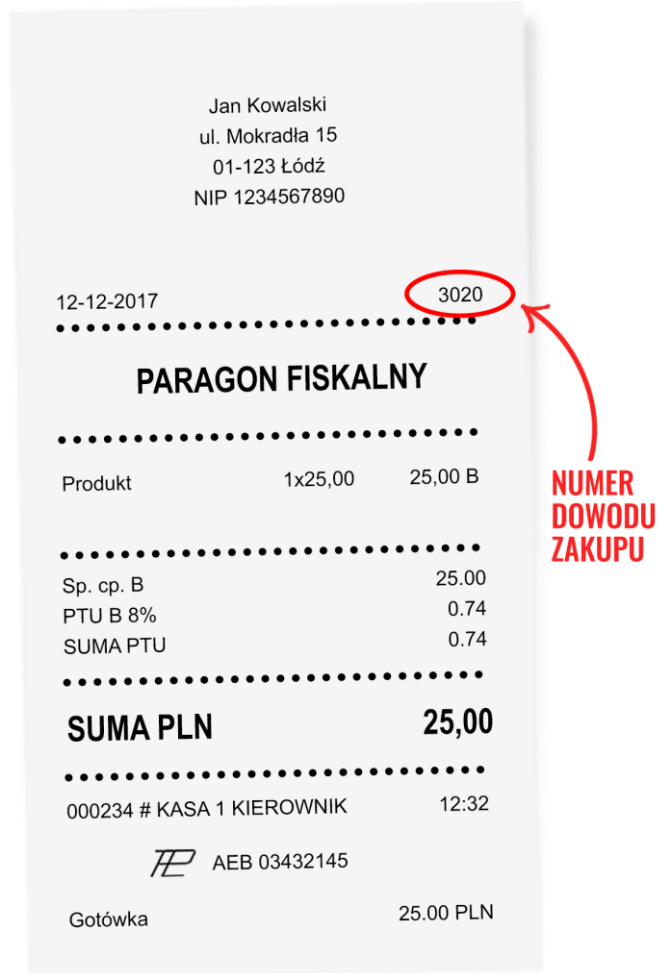 Jan Kowalski
ul. Mokradła 15
01-123 Łódź
NIP 1234567890
12-12-2017 3020
PARAGON FISKALNY
Produkt 1x25,00 25,00 B
NUMER
DOWODU
ZAKUPU
Sp. cp. B 25.00
PTU B 8% 0.74
SUMA PTU 0.74
SUMA PLN 25,00
000234 # KASA 1 KIEROWNIK 12:32
AEB 03432145
Gotówka 25.00 PLN